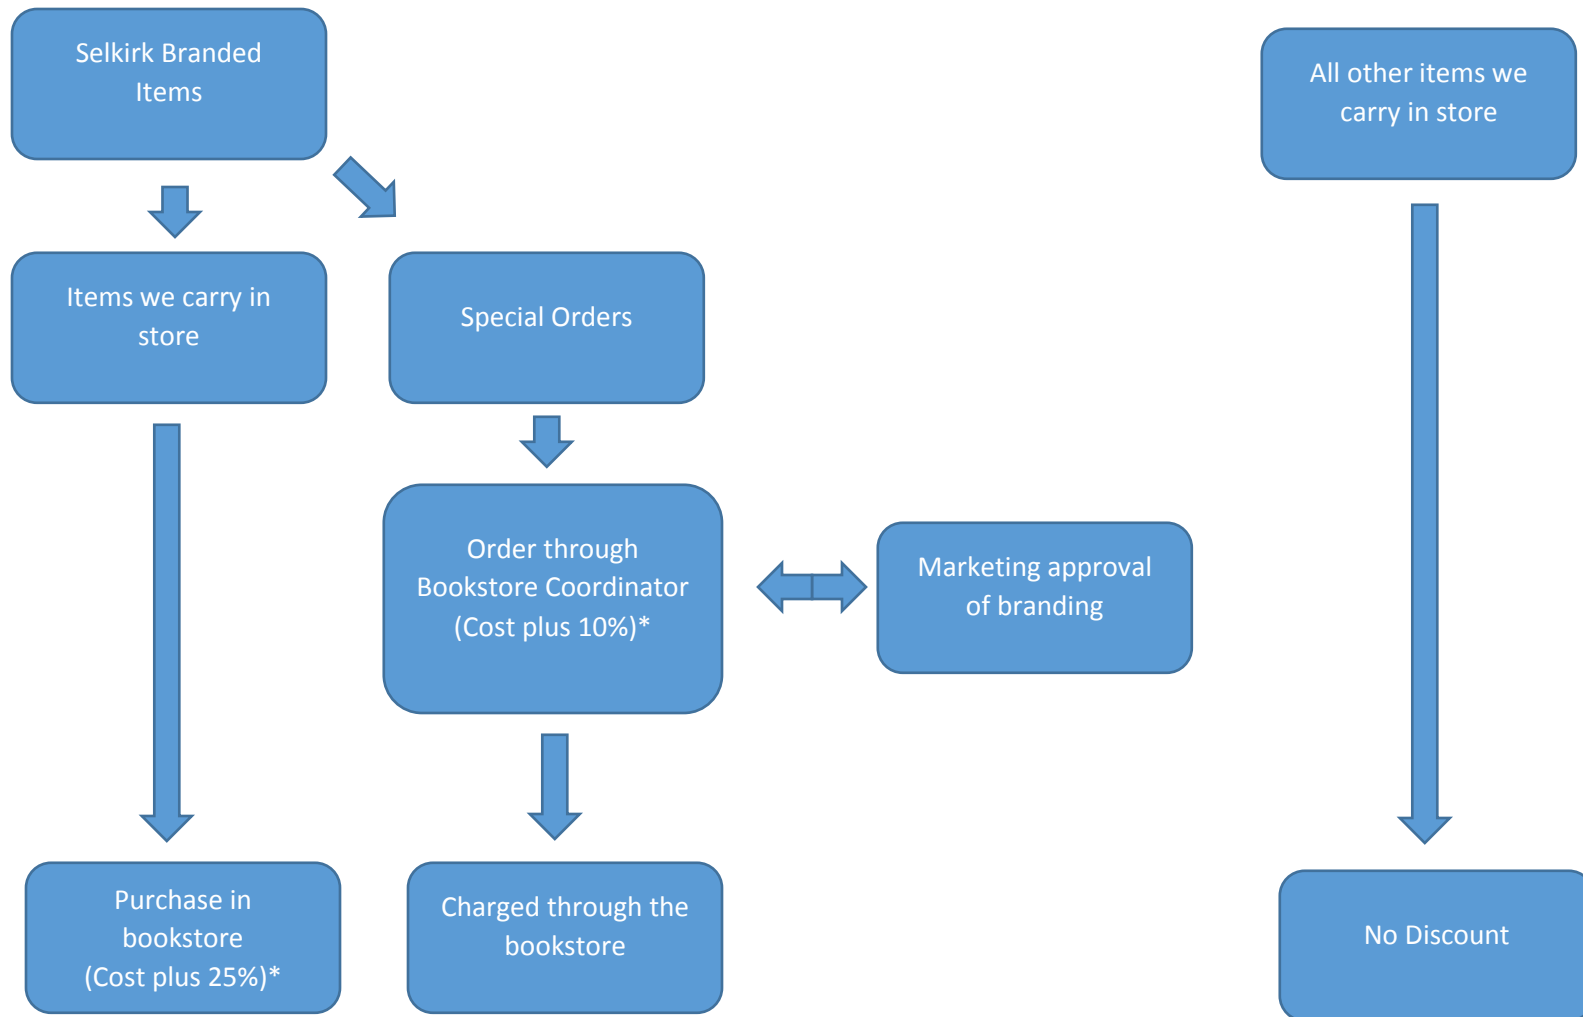 Selkirk Branded
Items
All other items we
carry in store
Items we carry in
store
Special Orders
Order through
Bookstore Coordinator
(Cost plus 10%)*
Marketing approval
of branding
Purchase in
bookstore
(Cost plus 25%)*
Charged through the
bookstore
No Discount